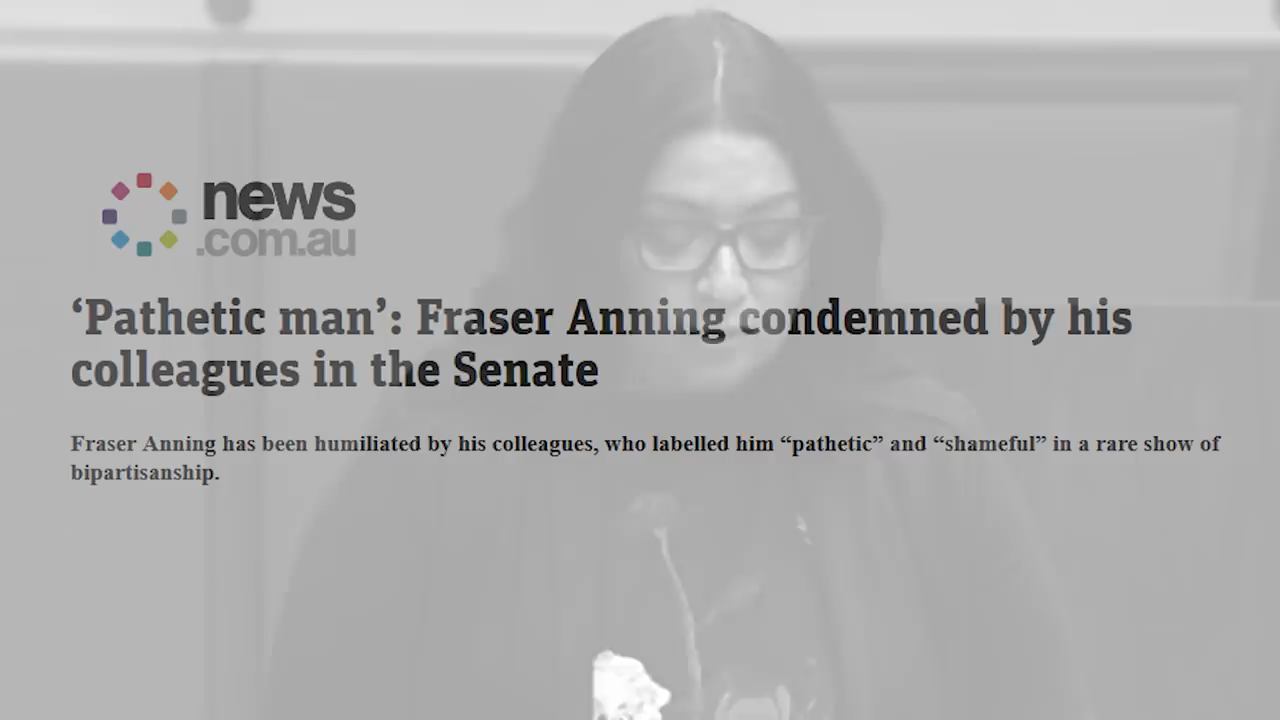 news
.com.au
‘Pathetic man’: Fraser Anning condemned by his
colleagues in the Senate
Fraser Anning has been humiliated by his colleagues, who labelled him “pathetic” and “shameful” in a rare show of
bipartisanship.